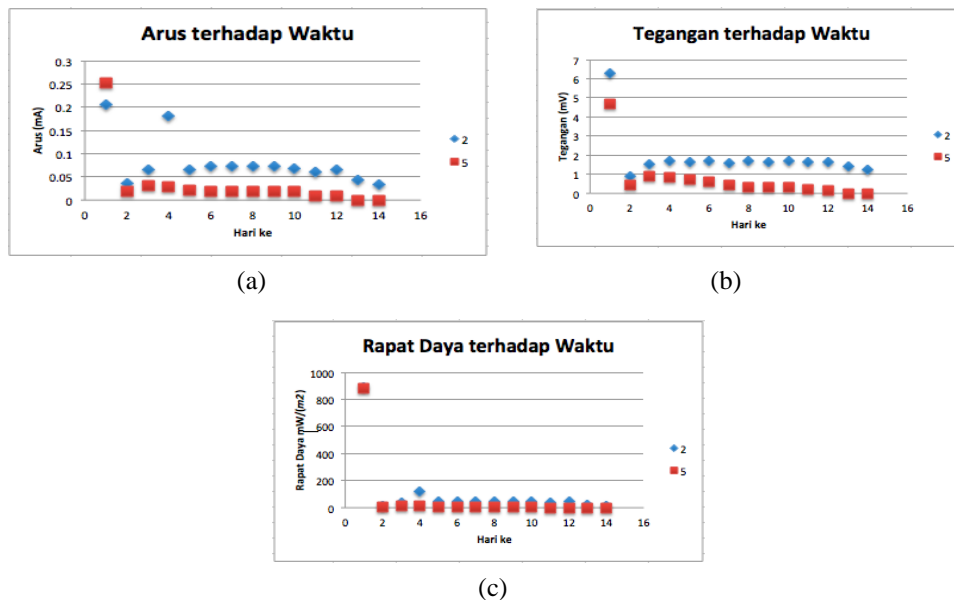 Arus terhadap Waktu
0.3
0.25
0.2
0.15
0.1
0.05
0
Arus (mA)
0 2 4 6 8 10 12 14 16
Hari ke
2
5
(a)
Tegangan terhadap Waktu
7
6
5
4
3
2
1
0
Tegangan (mV)
0 2 4 6 8 10 12 14 16
Hari ke
2
5
(b)
Rapat Daya terhadap Waktu
1000
800
600
400
200
0
Rapat Daya mW/(m2)
0 2 4 6 8 10 12 14 16
Hari ke
2
5
(c)